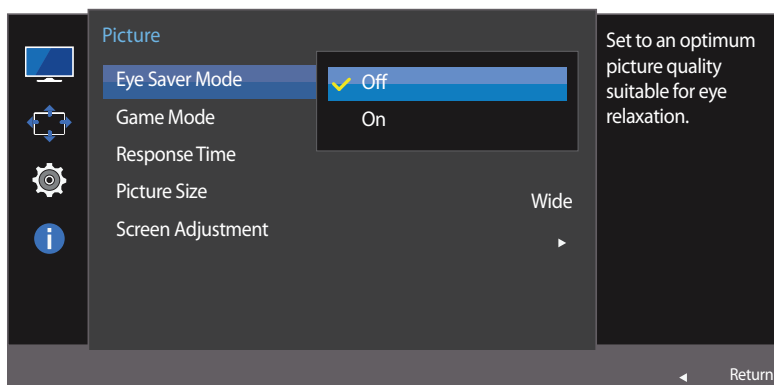 Picture
Eye Saver Mode
Off
On
Game Mode
Response Time
Picture Size
Wide
Screen Adjustment
Set to an optimum
picture quality
suitable for eye
relaxation.
Return